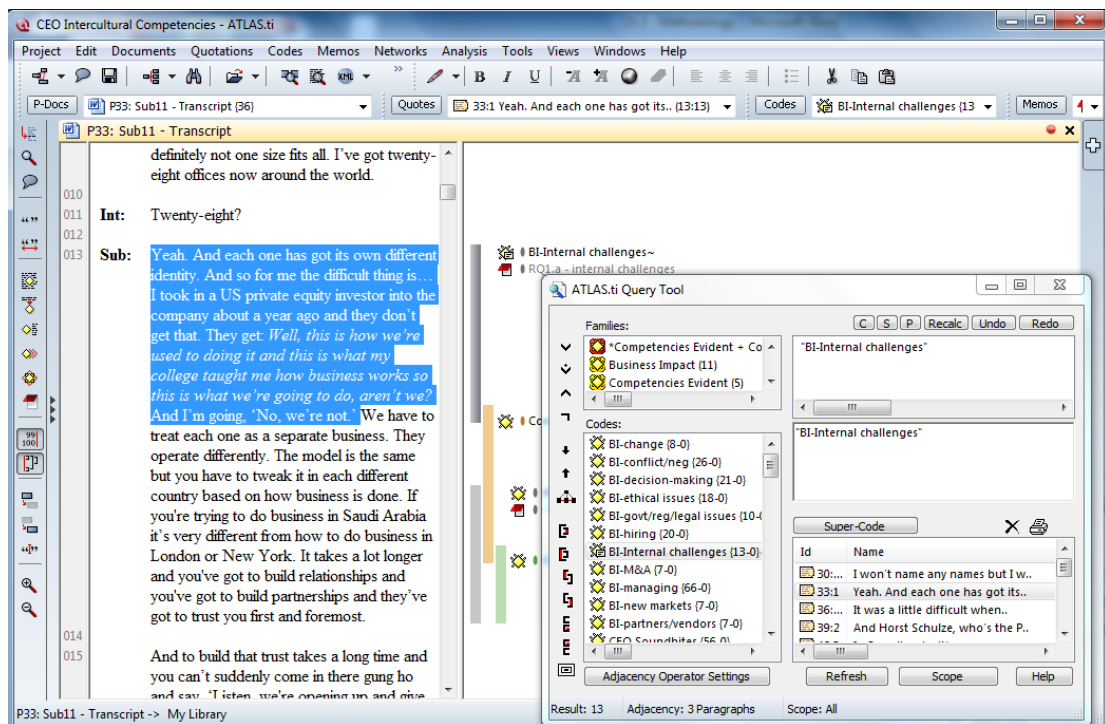 CEO Intercultural Competencies - ATLAS.ti
Project Edit Documents Quotations Codes Memos Networks Analysis Tools Views Windows Help
B I U
P-Docs P33: Sub11 - Transcript {36} Quotes 33:1 Yeah. And each one has got its.. (13:13) Codes BI-Internal challenges {13 Memos
P33: Sub11 - Transcript
definitely not one size fits all. I've got twenty-
eight offices now around the world.
010
011 Int: Twenty-eight?
012
013 Sub: Yeah. And each one has got its own different
identity. And so for me the difficult thing is…
I took in a US private equity investor into the
company about a year ago and they don't
get that. They get: Well, this is how we're
used to doing it and this is what my
college taught me how business works so
this is what we're going to do, aren't we?
And I'm going, 'No, we're not.' We have to
treat each one as a separate business. They
operate differently. The model is the same
but you have to tweak it in each different
country based on how business is done. If
you're trying to do business in Saudi Arabia
it's very different from how to do business in
London or New York. It takes a lot longer
and you've got to build relationships and
you've got to build partnerships and they've
got to trust you first and foremost.
014
015 And to build that trust takes a long time and
you can't suddenly come in there gung ho
and say, 'Listen, we're opening up and give
BI-Internal challenges~
RQ1.a - internal challenges
Co
ATLAS.ti Query Tool
Families:
*Competencies Evident + Co
Business Impact (11)
Competencies Evident (5)
Codes:
BI-change {8-0}
BI-conflict/neg {26-0}
BI-decision-making {21-0}
BI-ethical issues {18-0}
BI-govt/reg/legal issues {10-0
BI-hiring {20-0}
BI-Internal challenges {13-0}
BI-M&A {7-0}
BI-managing {66-0}
BI-new markets {7-0}
BI-partners/vendors {7-0}
CEO Soundbites {56-0}
C S P Recalc Undo Redo
"BI-Internal challenges"
"BI-Internal challenges"
Super-Code
Id Name
30:... I won't name any names but I w..
33:1 Yeah. And each one has got its..
36:... It was a little difficult when..
39:2 And Horst Schulze, who's the P..
Adjacency Operator Settings Refresh Scope Help
Result: 13 Adjacency: 3 Paragraphs Scope: All
P33: Sub11 - Transcript -> My Library